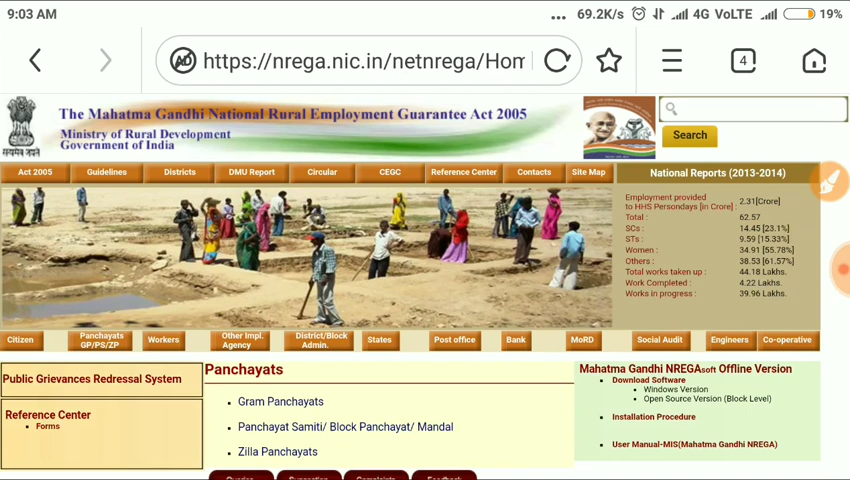 9:03 AM
... 69.2K/s 4G VoLTE 19%
AD https://nrega.nic.in/netnrega/Hom 4
The Mahatma Gandhi National Rural Employment Guarantee Act 2005
Ministry of Rural Development
Government of India
सत्यमेव जयते
Search
Act 2005 Guidelines Districts DMU Report Circular CEGC Reference Center Contacts Site Map
National Reports (2013-2014)
Employment provided
to HHS Persondays [in Crore] : 2.31[Crore]
Total : 62.57
SCs : 14.45 [23.1%]
STs : 9.59 [15.33%]
Women : 34.91 [55.78%]
Others : 38.53 [61.57%]
Total works taken up : 44.18 Lakhs.
Work Completed : 4.22 Lakhs.
Works in progress : 39.96 Lakhs.
Citizen Panchayats GP/PS/ZP Workers Other Impl. Agency District/Block Admin. States Post office Bank MoRD Social Audit Engineers Co-operative
Public Grievances Redressal System
Reference Center
Forms
Panchayats
Gram Panchayats
Panchayat Samiti/ Block Panchayat/ Mandal
Zilla Panchayats
Mahatma Gandhi NREGAsoft Offline Version
Download Software
Windows Version
Open Source Version (Block Level)
Installation Procedure
User Manual-MIS(Mahatma Gandhi NREGA)
Queries Suggestion Complaints Feedback